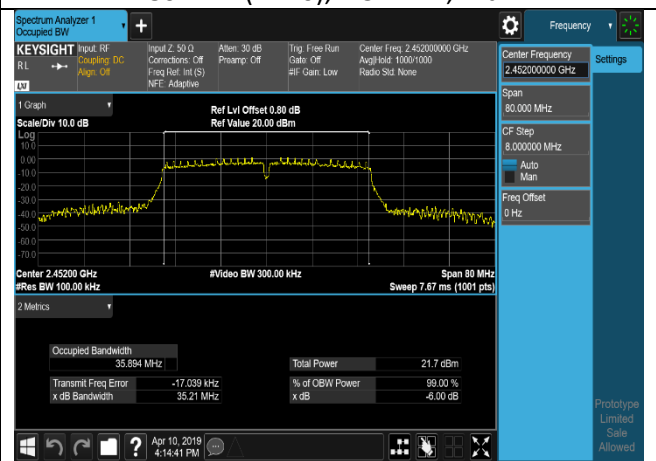 Spectrum Analyzer 1
Occupied BW
Frequency
KEYSIGHT
RL
Input: RF
Coupling: DC
Align: Off
Input Z: 50 Ω
Corrections: Off
Freq Ref: Int (S)
NFE: Adaptive
Atten: 30 dB
Preamp: Off
Trig: Free Run
Gate: Off
#IF Gain: Low
Center Freq: 2.452000000 GHz
Avg|Hold: 1000/1000
Radio Std: None
1 Graph
Scale/Div 10.0 dB
Ref Lvl Offset 0.80 dB
Ref Value 20.00 dBm
Log
10.0
0.00
-10.0
-20.0
-30.0
-40.0
-50.0
-60.0
-70.0
Center 2.45200 GHz
#Res BW 100.00 kHz
#Video BW 300.00 kHz
Span 80 MHz
Sweep 7.67 ms (1001 pts)
2 Metrics
Occupied Bandwidth
35.894 MHz
Transmit Freq Error -17.039 kHz
x dB Bandwidth 35.21 MHz
Total Power 21.7 dBm
% of OBW Power 99.00 %
x dB -6.00 dB
Apr 10, 2019
4:14:41 PM
Center Frequency
2.452000000 GHz
Span
80.000 MHz
CF Step
8.000000 MHz
Auto
Man
Freq Offset
0 Hz
Settings
Prototype
Limited
Sale
Allowed